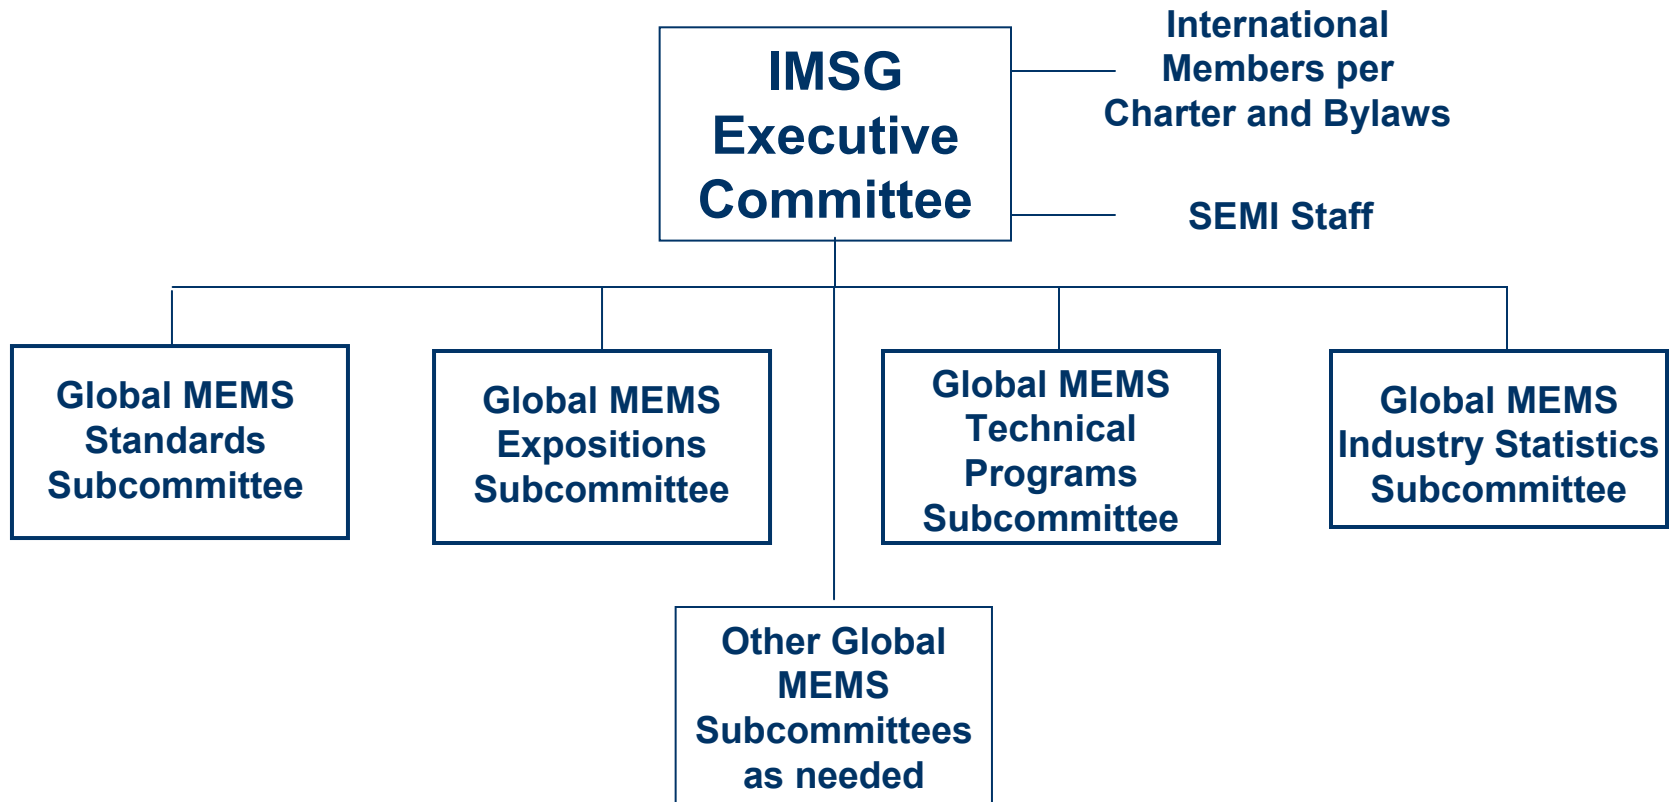 IMSG
Executive
Committee
International
Members per
Charter and Bylaws
SEMI Staff
Global MEMS
Standards
Subcommittee
Global MEMS
Expositions
Subcommittee
Global MEMS
Technical
Programs
Subcommittee
Global MEMS
Industry Statistics
Subcommittee
Other Global
MEMS
Subcommittees
as needed